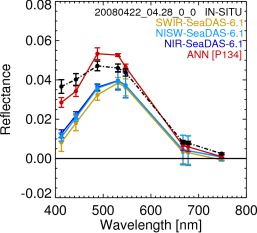 0.08
20080422_04.28_0_0 IN-SITU
SWIR-SeaDAS-6.1
NISW-SeaDAS-6.1
NIR-SeaDAS-6.1
ANN [P134]
0.06
0.04
0.02
0.00
-0.02
Reflectance
400 500 600 700 800
Wavelength [nm]